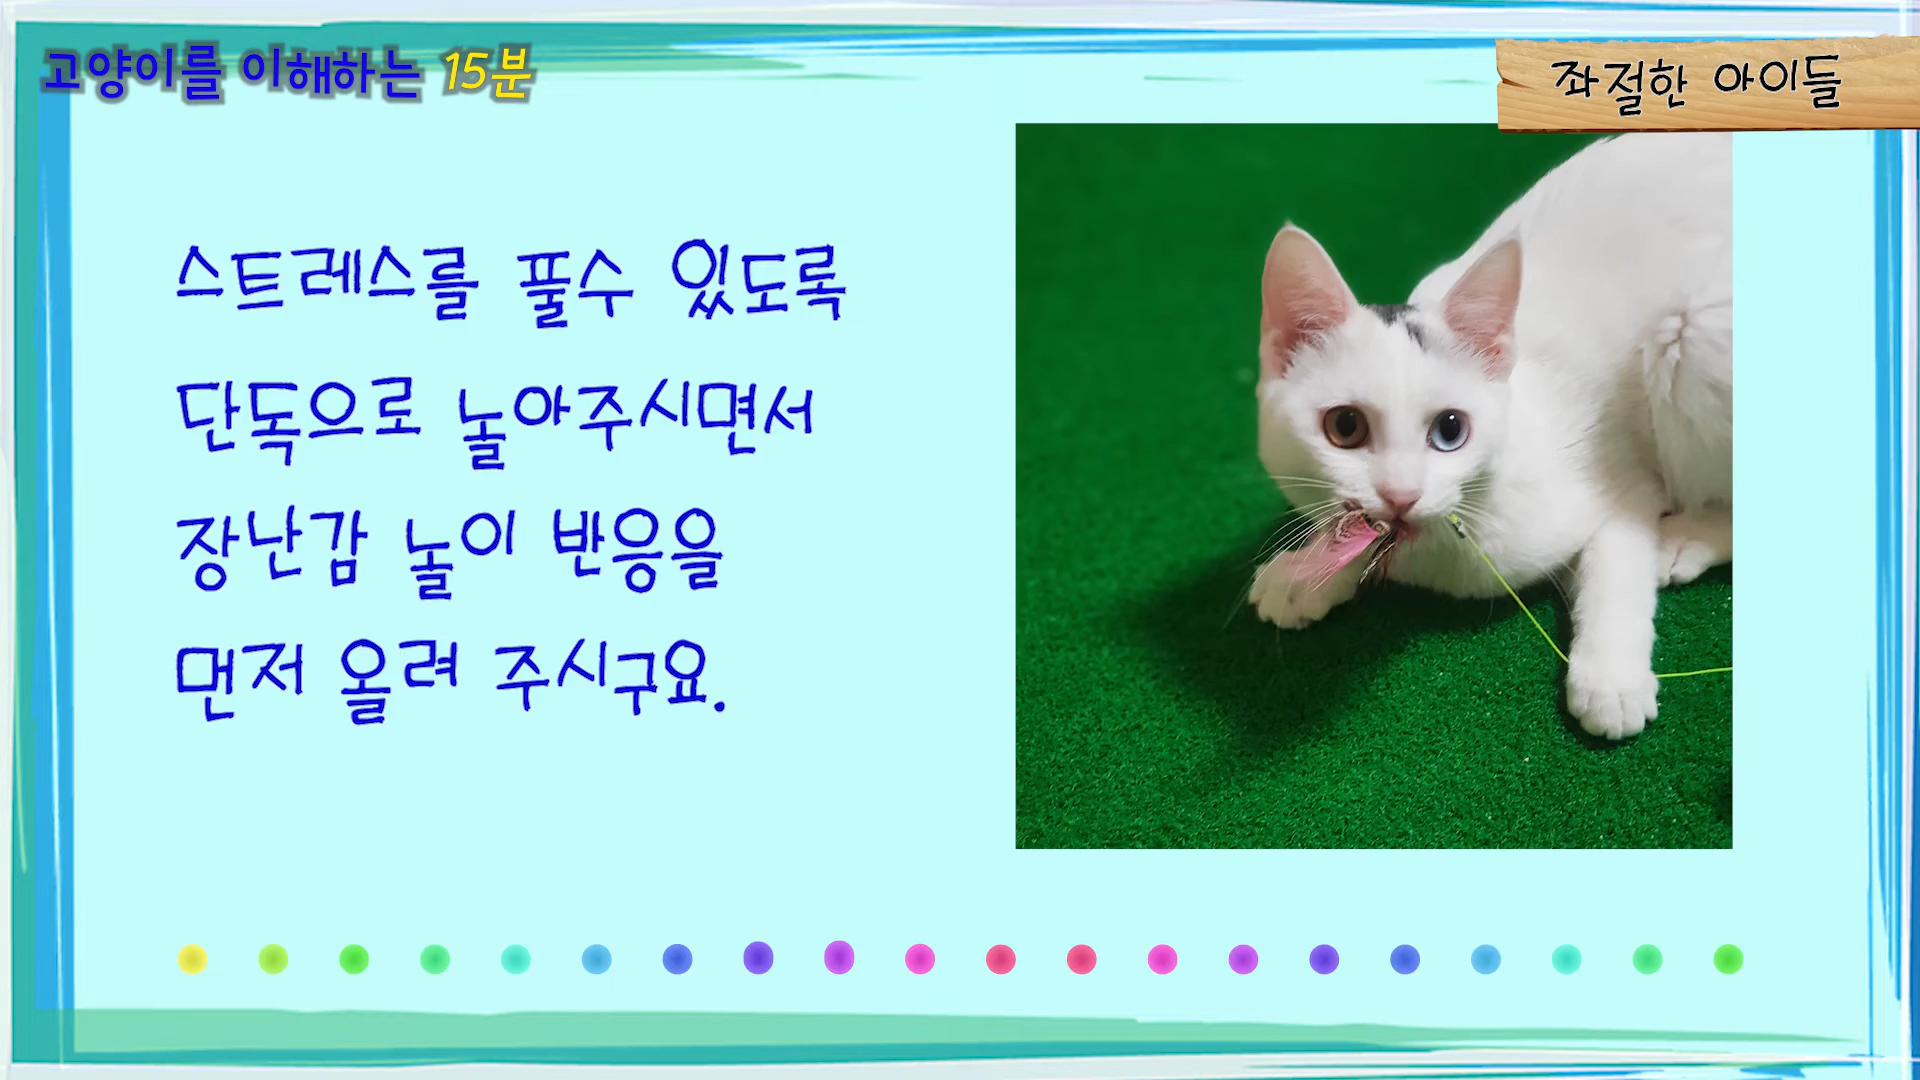 고양이를 이해하는 15분
좌절한 아이들
스트레스를 풀수 있도록
단독으로 놀아주시면서
장난감 놀이 반응을
먼저 올려 주시구요.